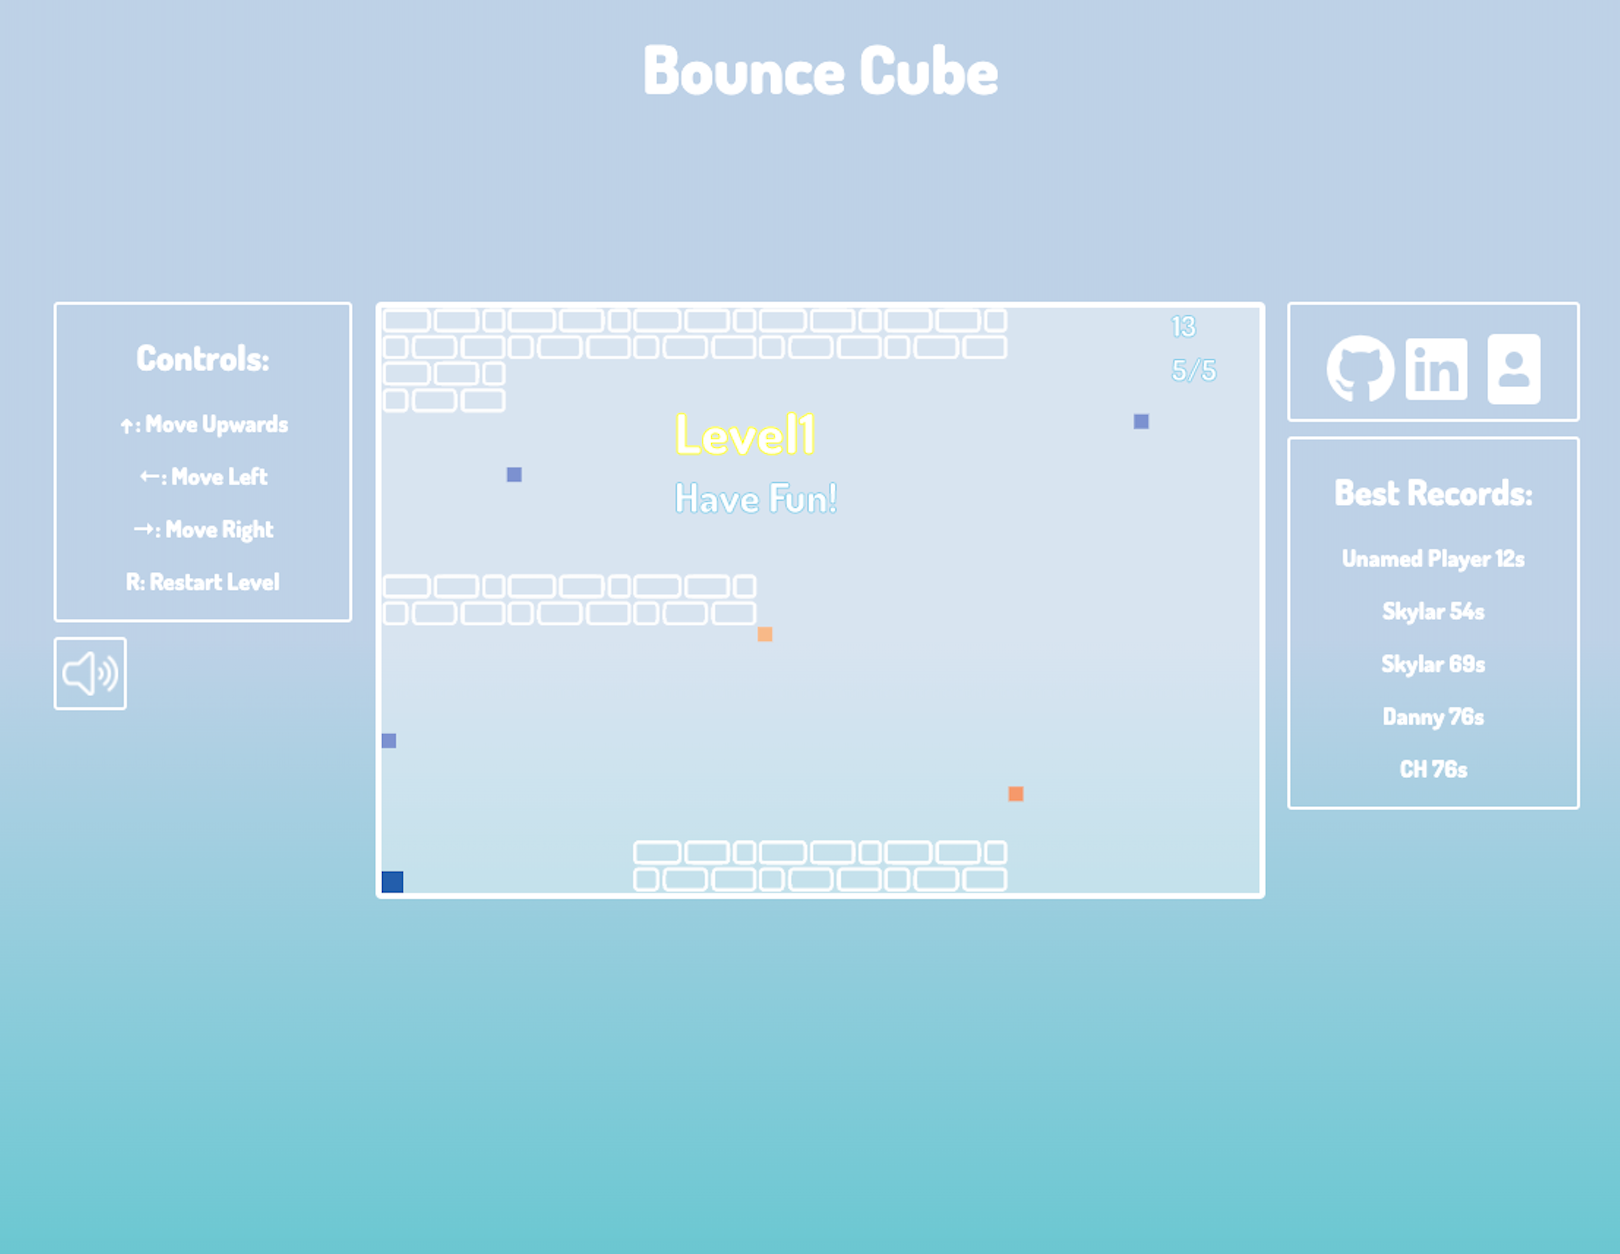 Bounce Cube
Controls:
↑: Move Upwards
←: Move Left
→: Move Right
R: Restart Level
13
5/5
Level1
Have Fun!
in
Best Records:
Unamed Player 12s
Skylar 54s
Skylar 69s
Danny 76s
CH 76s